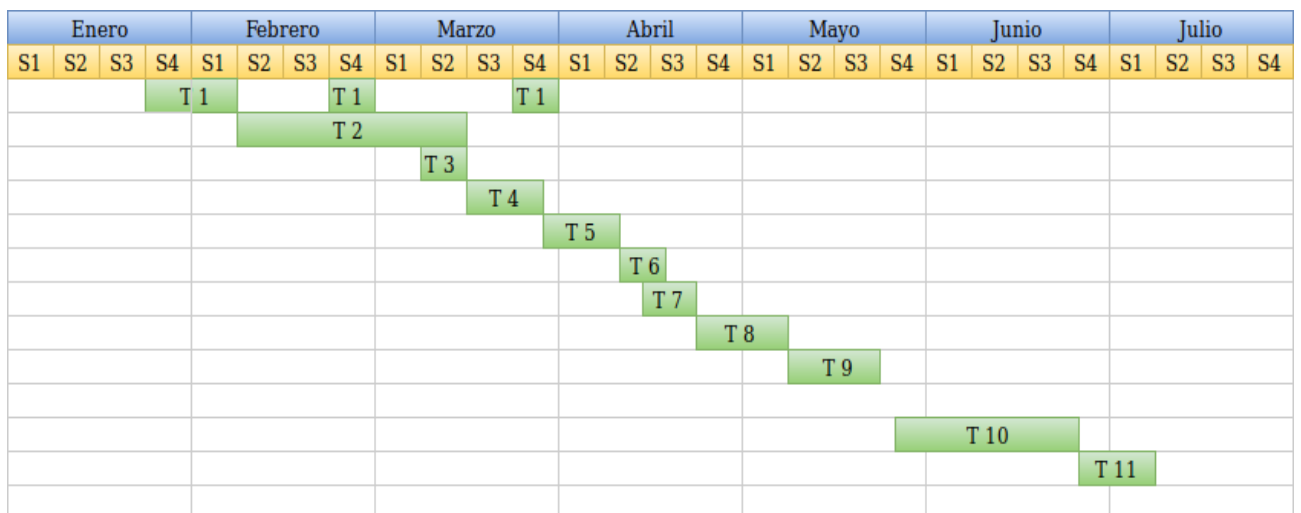 Enero Febrero Marzo Abril Mayo Junio Julio
S1 S2 S3 S4 S1 S2 S3 S4 S1 S2 S3 S4 S1 S2 S3 S4 S1 S2 S3 S4 S1 S2 S3 S4 S1 S2 S3 S4
T 1 T 1 T 1
T 2
T 3
T 4
T 5
T 6
T 7
T 8
T 9
T 10
T 11